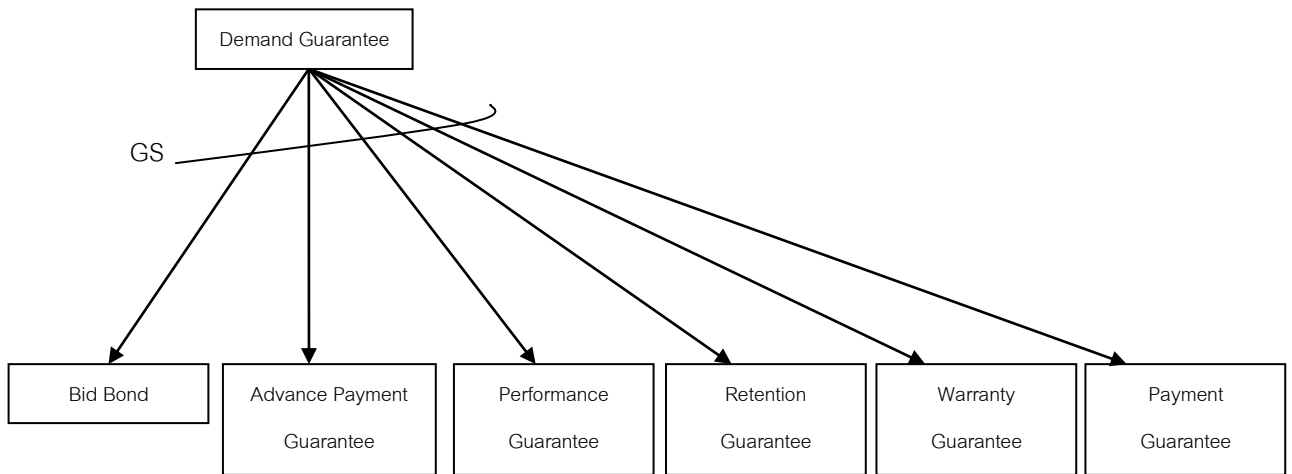 Demand Guarantee
GS
Bid Bond
Advance Payment
Guarantee
Performance
Guarantee
Retention
Guarantee
Warranty
Guarantee
Payment
Guarantee